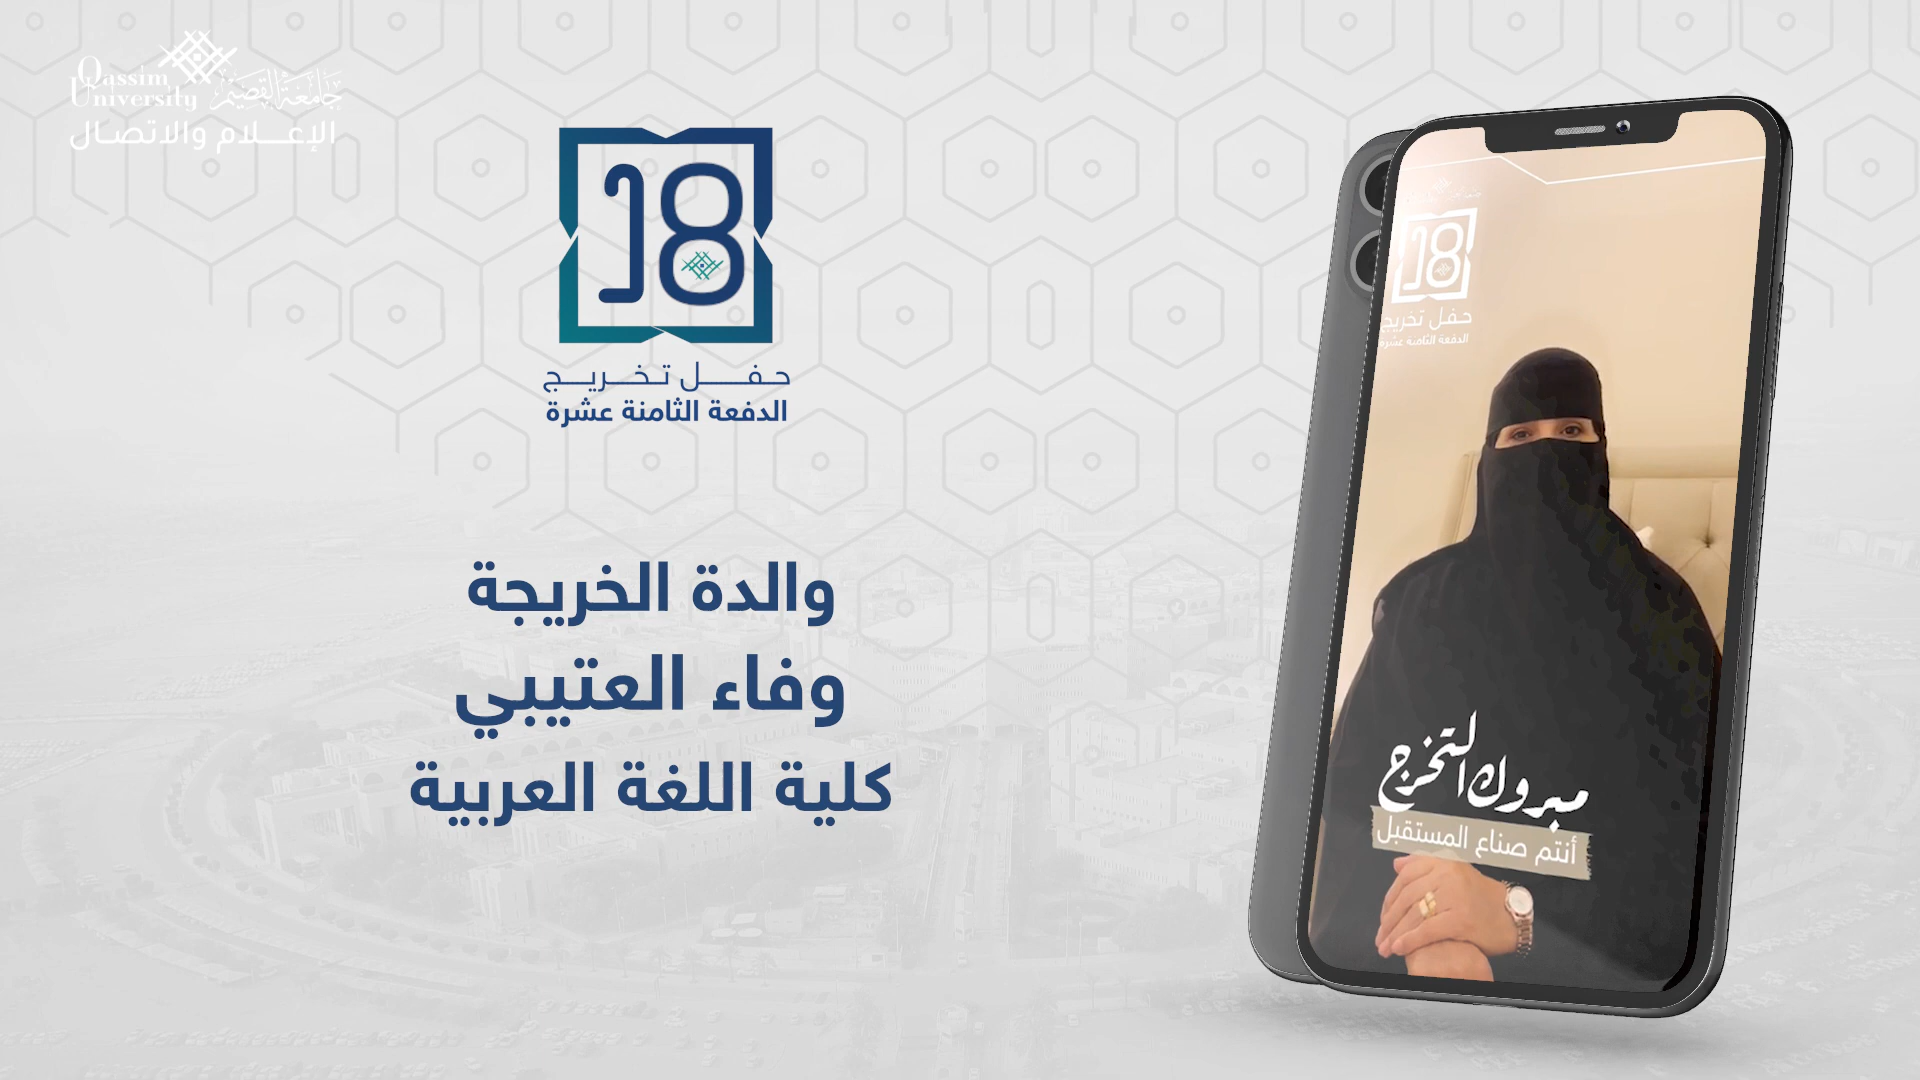 Qassim
University
جامعة القصيم
الإعلام والاتصال
18
حفل تخريج
الدفعة الثامنة عشرة
والدة الخريجة
وفاء العتيبي
كلية اللغة العربية
18
حفل تخريج
الدفعة الثامنة عشرة
مبروك التخرج
أنتم صناع المستقبل